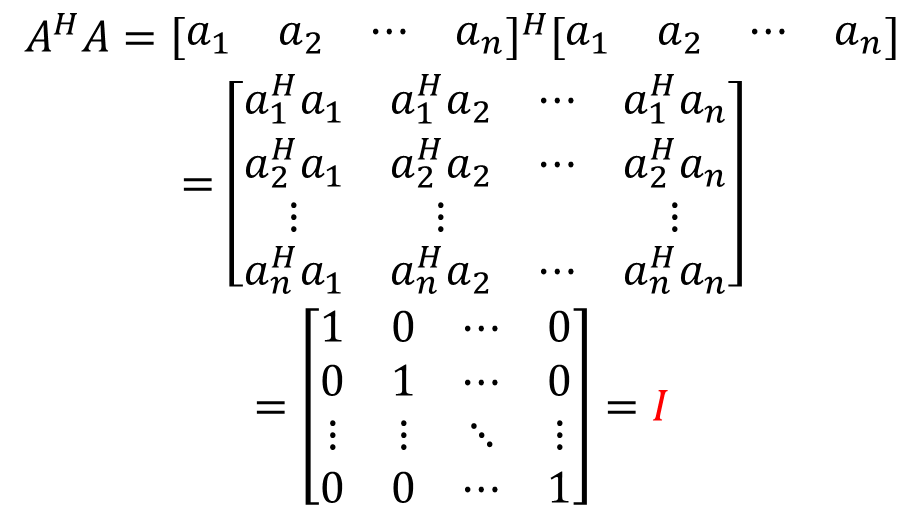 A^H A = [a_1 a_2 ⋯ a_n]^H [a_1 a_2 ⋯ a_n]
= [a_1^H a_1 a_1^H a_2 ⋯ a_1^H a_n
a_2^H a_1 a_2^H a_2 ⋯ a_2^H a_n
⋮ ⋮ ⋮
a_n^H a_1 a_n^H a_2 ⋯ a_n^H a_n]
= [1 0 ⋯ 0
0 1 ⋯ 0
⋮ ⋮ ⋱ ⋮
0 0 ⋯ 1] = I